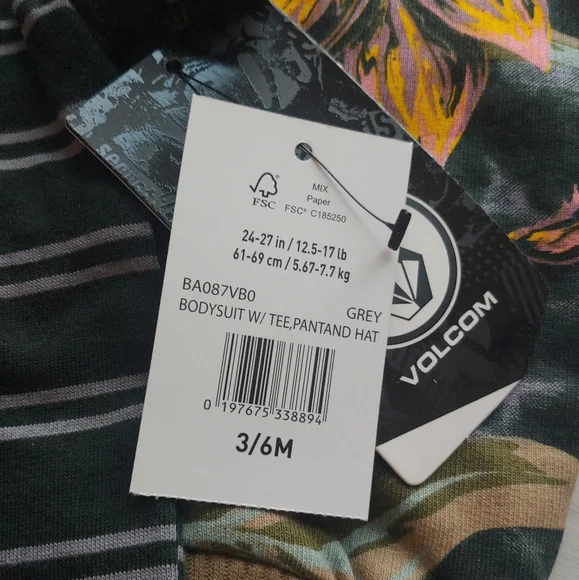 MIX
Paper
FSC® C185250
FSC
24-27 in / 12.5-17 lb
61-69 cm / 5.67-7.7 kg
BA087VB0
GREY
BODYSUIT W/ TEE,PANTAND HAT
0 197675 338894
3/6M
VOLCOM